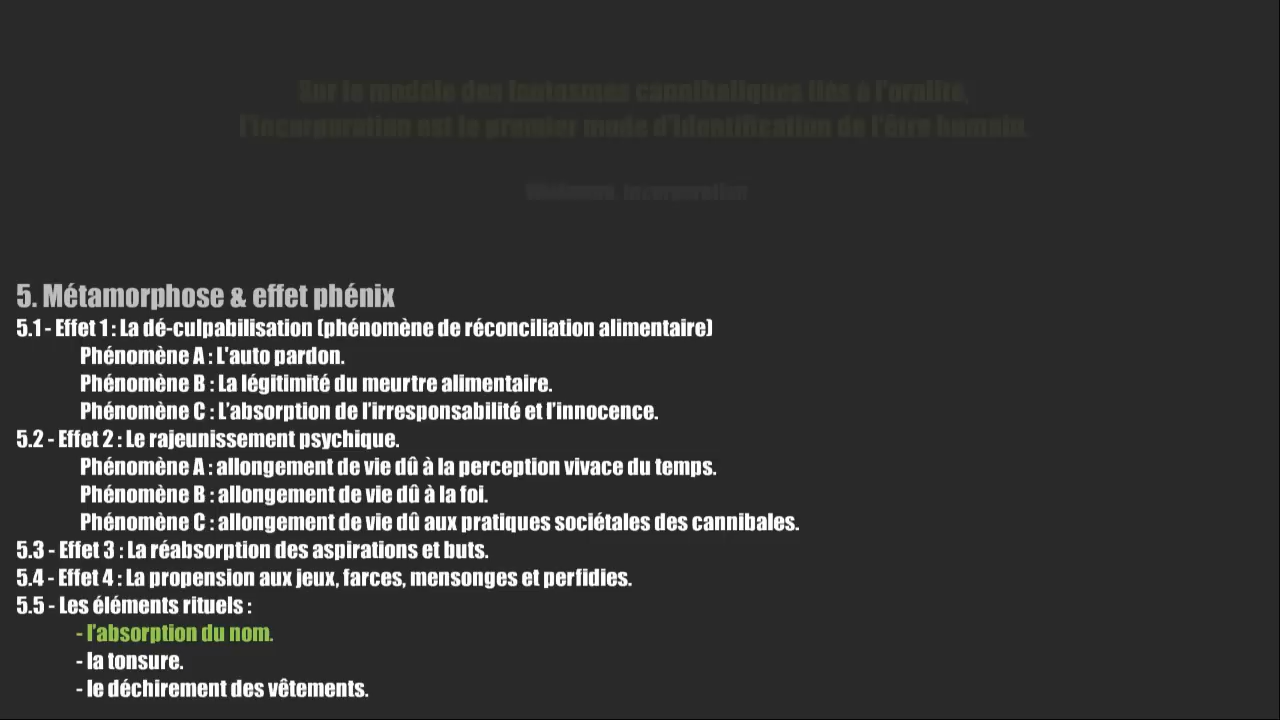 Sur le modèle des fantasmes cannibaliques liés à l'oralité,
l'incorporation est le premier mode d'identification de l'être humain.
incorporation
5. Métamorphose & effet phénix
5.1 - Effet 1 : La dé-culpabilisation (phénomène de réconciliation alimentaire)
Phénomène A : L'auto pardon.
Phénomène B : La légitimité du meurtre alimentaire.
Phénomène C : L'absorption de l'irresponsabilité et l'innocence.
5.2 - Effet 2 : Le rajeunissement psychique.
Phénomène A : allongement de vie dû à la perception vivace du temps.
Phénomène B : allongement de vie dû à la foi.
Phénomène C : allongement de vie dû aux pratiques sociétales des cannibales.
5.3 - Effet 3 : La réabsorption des aspirations et buts.
5.4 - Effet 4 : La propension aux jeux, farces, mensonges et perfidies.
5.5 - Les éléments rituels :
- l'absorption du nom.
- la tonsure.
- le déchirement des vêtements.